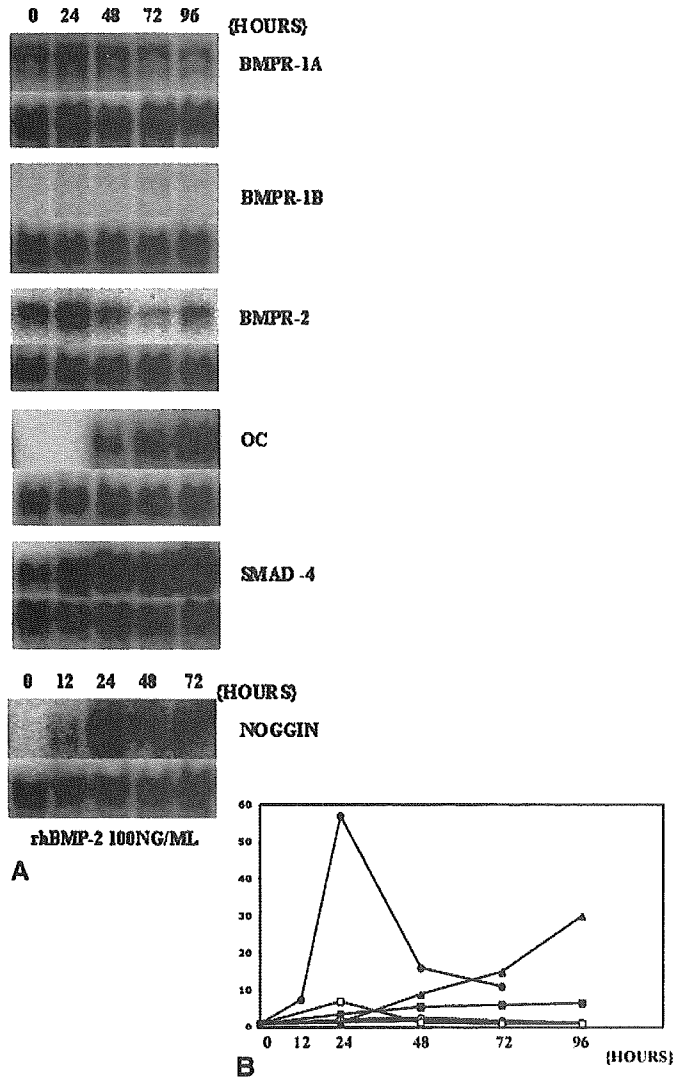 0 24 48 72 96 {HOURS}
BMPR-1A
BMPR-1B
BMPR-2
OC
SMAD -4
0 12 24 48 72 {HOURS}
NOGGIN
rhBMP-2 100NG/ML
A
60
50
40
30
20
10
0
0 12 24 48 72 96
{HOURS}
B